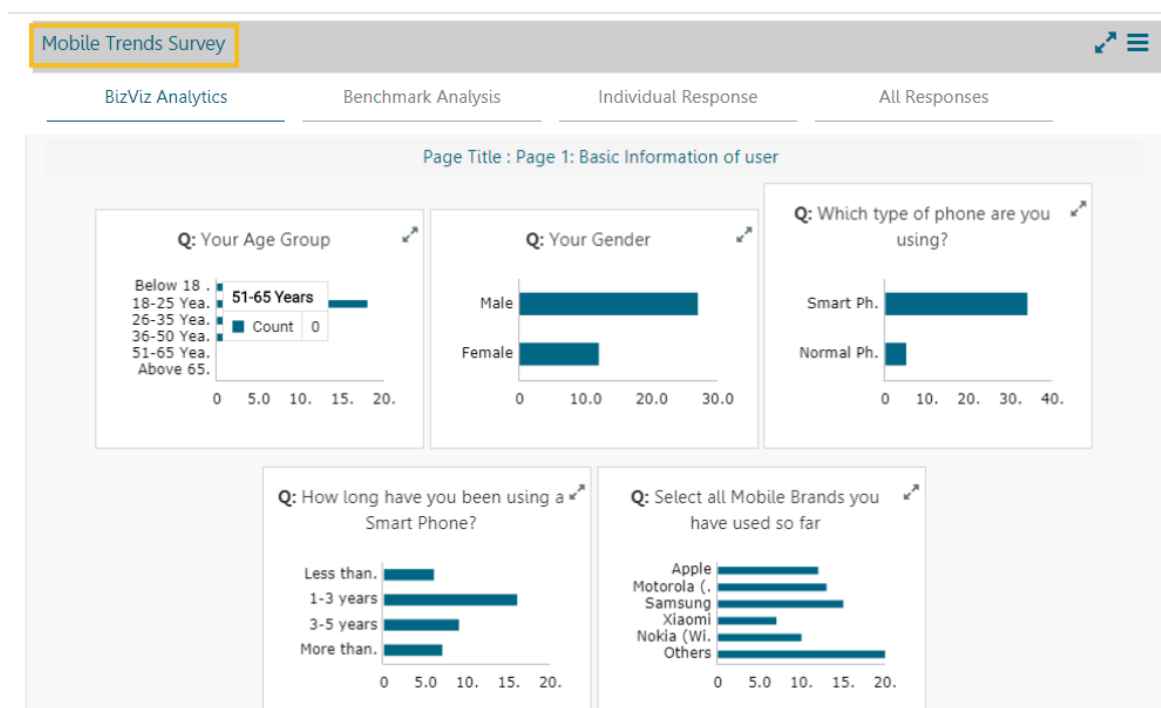 Mobile Trends Survey
BizViz Analytics Benchmark Analysis Individual Response All Responses
Page Title : Page 1: Basic Information of user
Q: Your Age Group
Below 18 .
18-25 Yea.
26-35 Yea.
36-50 Yea.
51-65 Yea.
Above 65.
51-65 Years
Count 0
0 5.0 10. 15. 20.
Q: Your Gender
Male
Female
0 10.0 20.0 30.0
Q: Which type of phone are you
using?
Smart Ph.
Normal Ph.
0 10. 20. 30. 40.
Q: How long have you been using a
Smart Phone?
Less than.
1-3 years
3-5 years
More than.
0 5.0 10. 15. 20.
Q: Select all Mobile Brands you
have used so far
Apple
Motorola (.
Samsung
Xiaomi
Nokia (Wi.
Others
0 5.0 10. 15. 20.